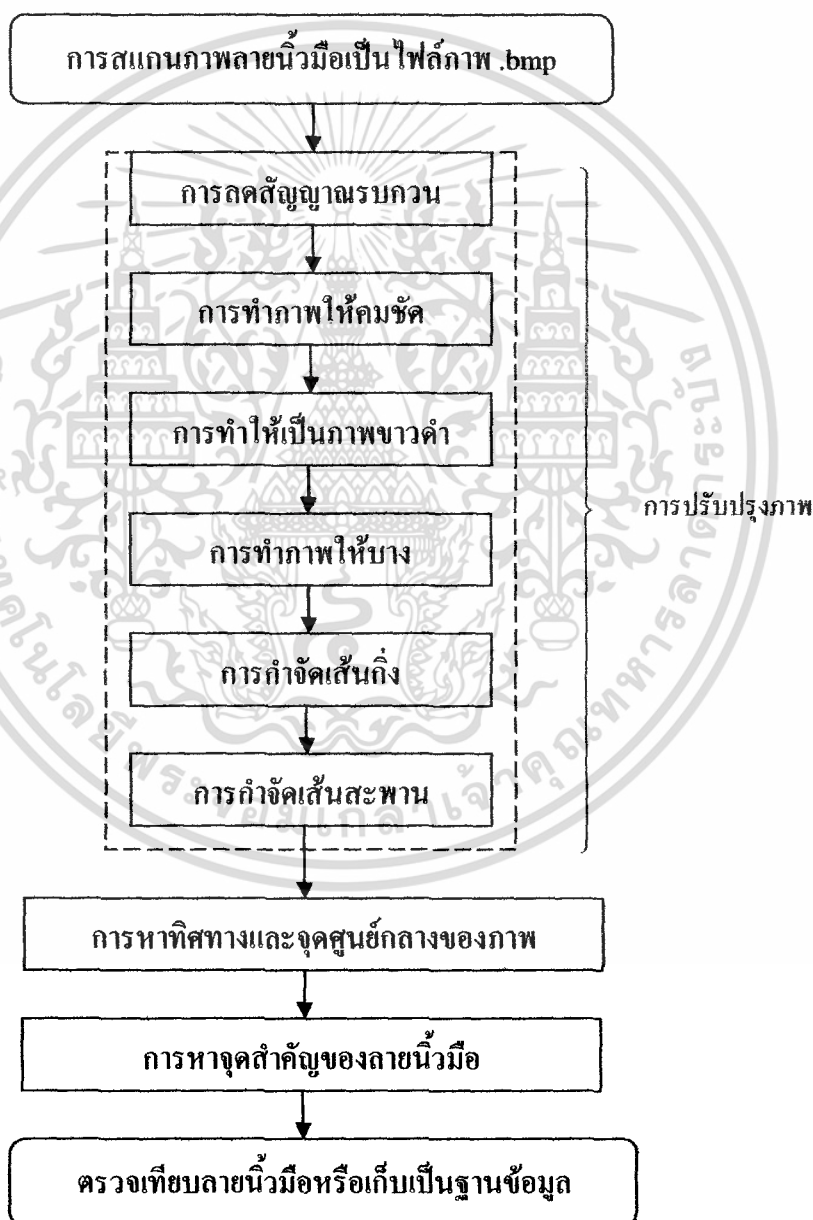 การสแกนภาพลายนิ้วมือเป็นไฟล์ภาพ .bmp
การลดสัญญาณรบกวน
การทำภาพให้คมชัด
การทำให้เป็นภาพขาวดำ
การปรับปรุงภาพ
การทำภาพให้บาง
การกำจัดเส้นกิ่ง
การกำจัดเส้นสะพาน
การหาทิศทางและจุดศูนย์กลางของภาพ
การหาจุดสำคัญของลายนิ้วมือ
ตรวจเทียบลายนิ้วมือหรือเก็บเป็นฐานข้อมูล